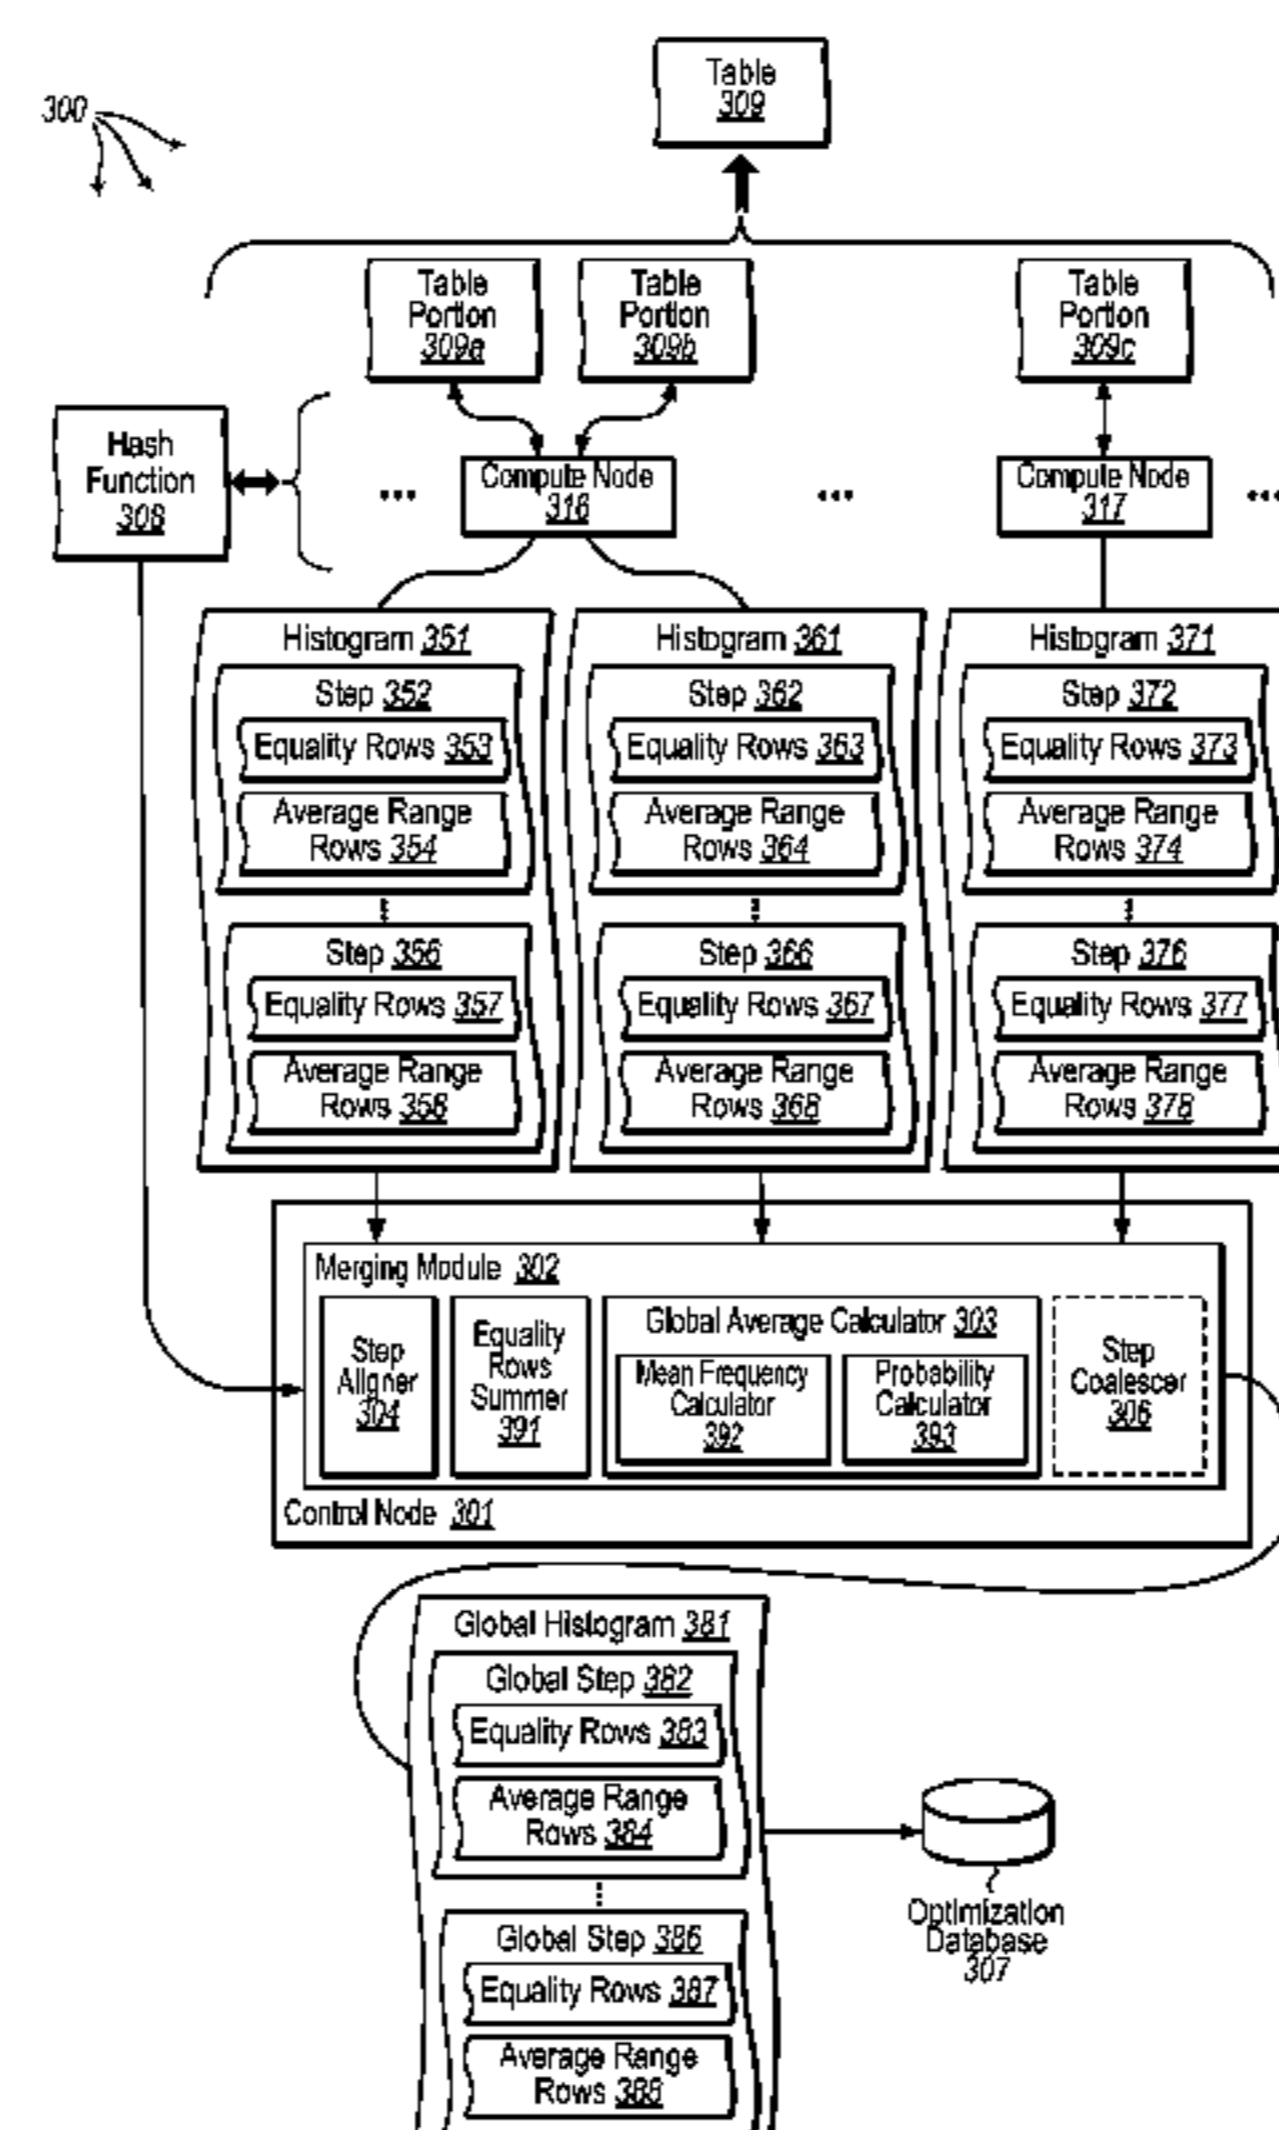 300
Table
309
Table
Portion
309a
Table
Portion
309b
Table
Portion
309c
Hash
Function
308
...
Compute Node
316
...
Compute Node
317
...
Histogram 351
Step 352
Equality Rows 353
Average Range
Rows 354
Step 356
Equality Rows 357
Average Range
Rows 358
Histogram 361
Step 362
Equality Rows 363
Average Range
Rows 364
Step 366
Equality Rows 367
Average Range
Rows 368
Histogram 371
Step 372
Equality Rows 373
Average Range
Rows 374
Step 376
Equality Rows 377
Average Range
Rows 378
Merging Module 302
Step
Aligner
304
Equality
Rows
Summer
391
Global Average Calculator 303
Mean Frequency
Calculator
392
Probability
Calculator
393
Step
Coalescer
306
Control Node 301
Global Histogram 381
Global Step 382
Equality Rows 383
Average Range
Rows 384
Global Step 386
Equality Rows 387
Average Range
Rows 388
Optimization
Database
307